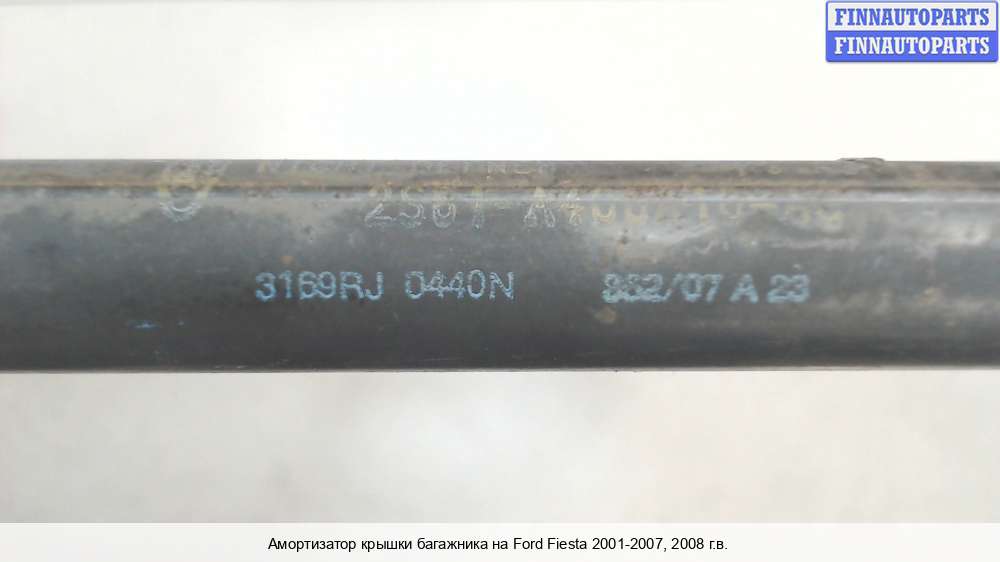 FINNAUTOPARTS
FINNAUTOPARTS
3169RJ 0440N 362/07 A 23
Амортизатор крышки багажника на Ford Fiesta 2001-2007, 2008 г.в.